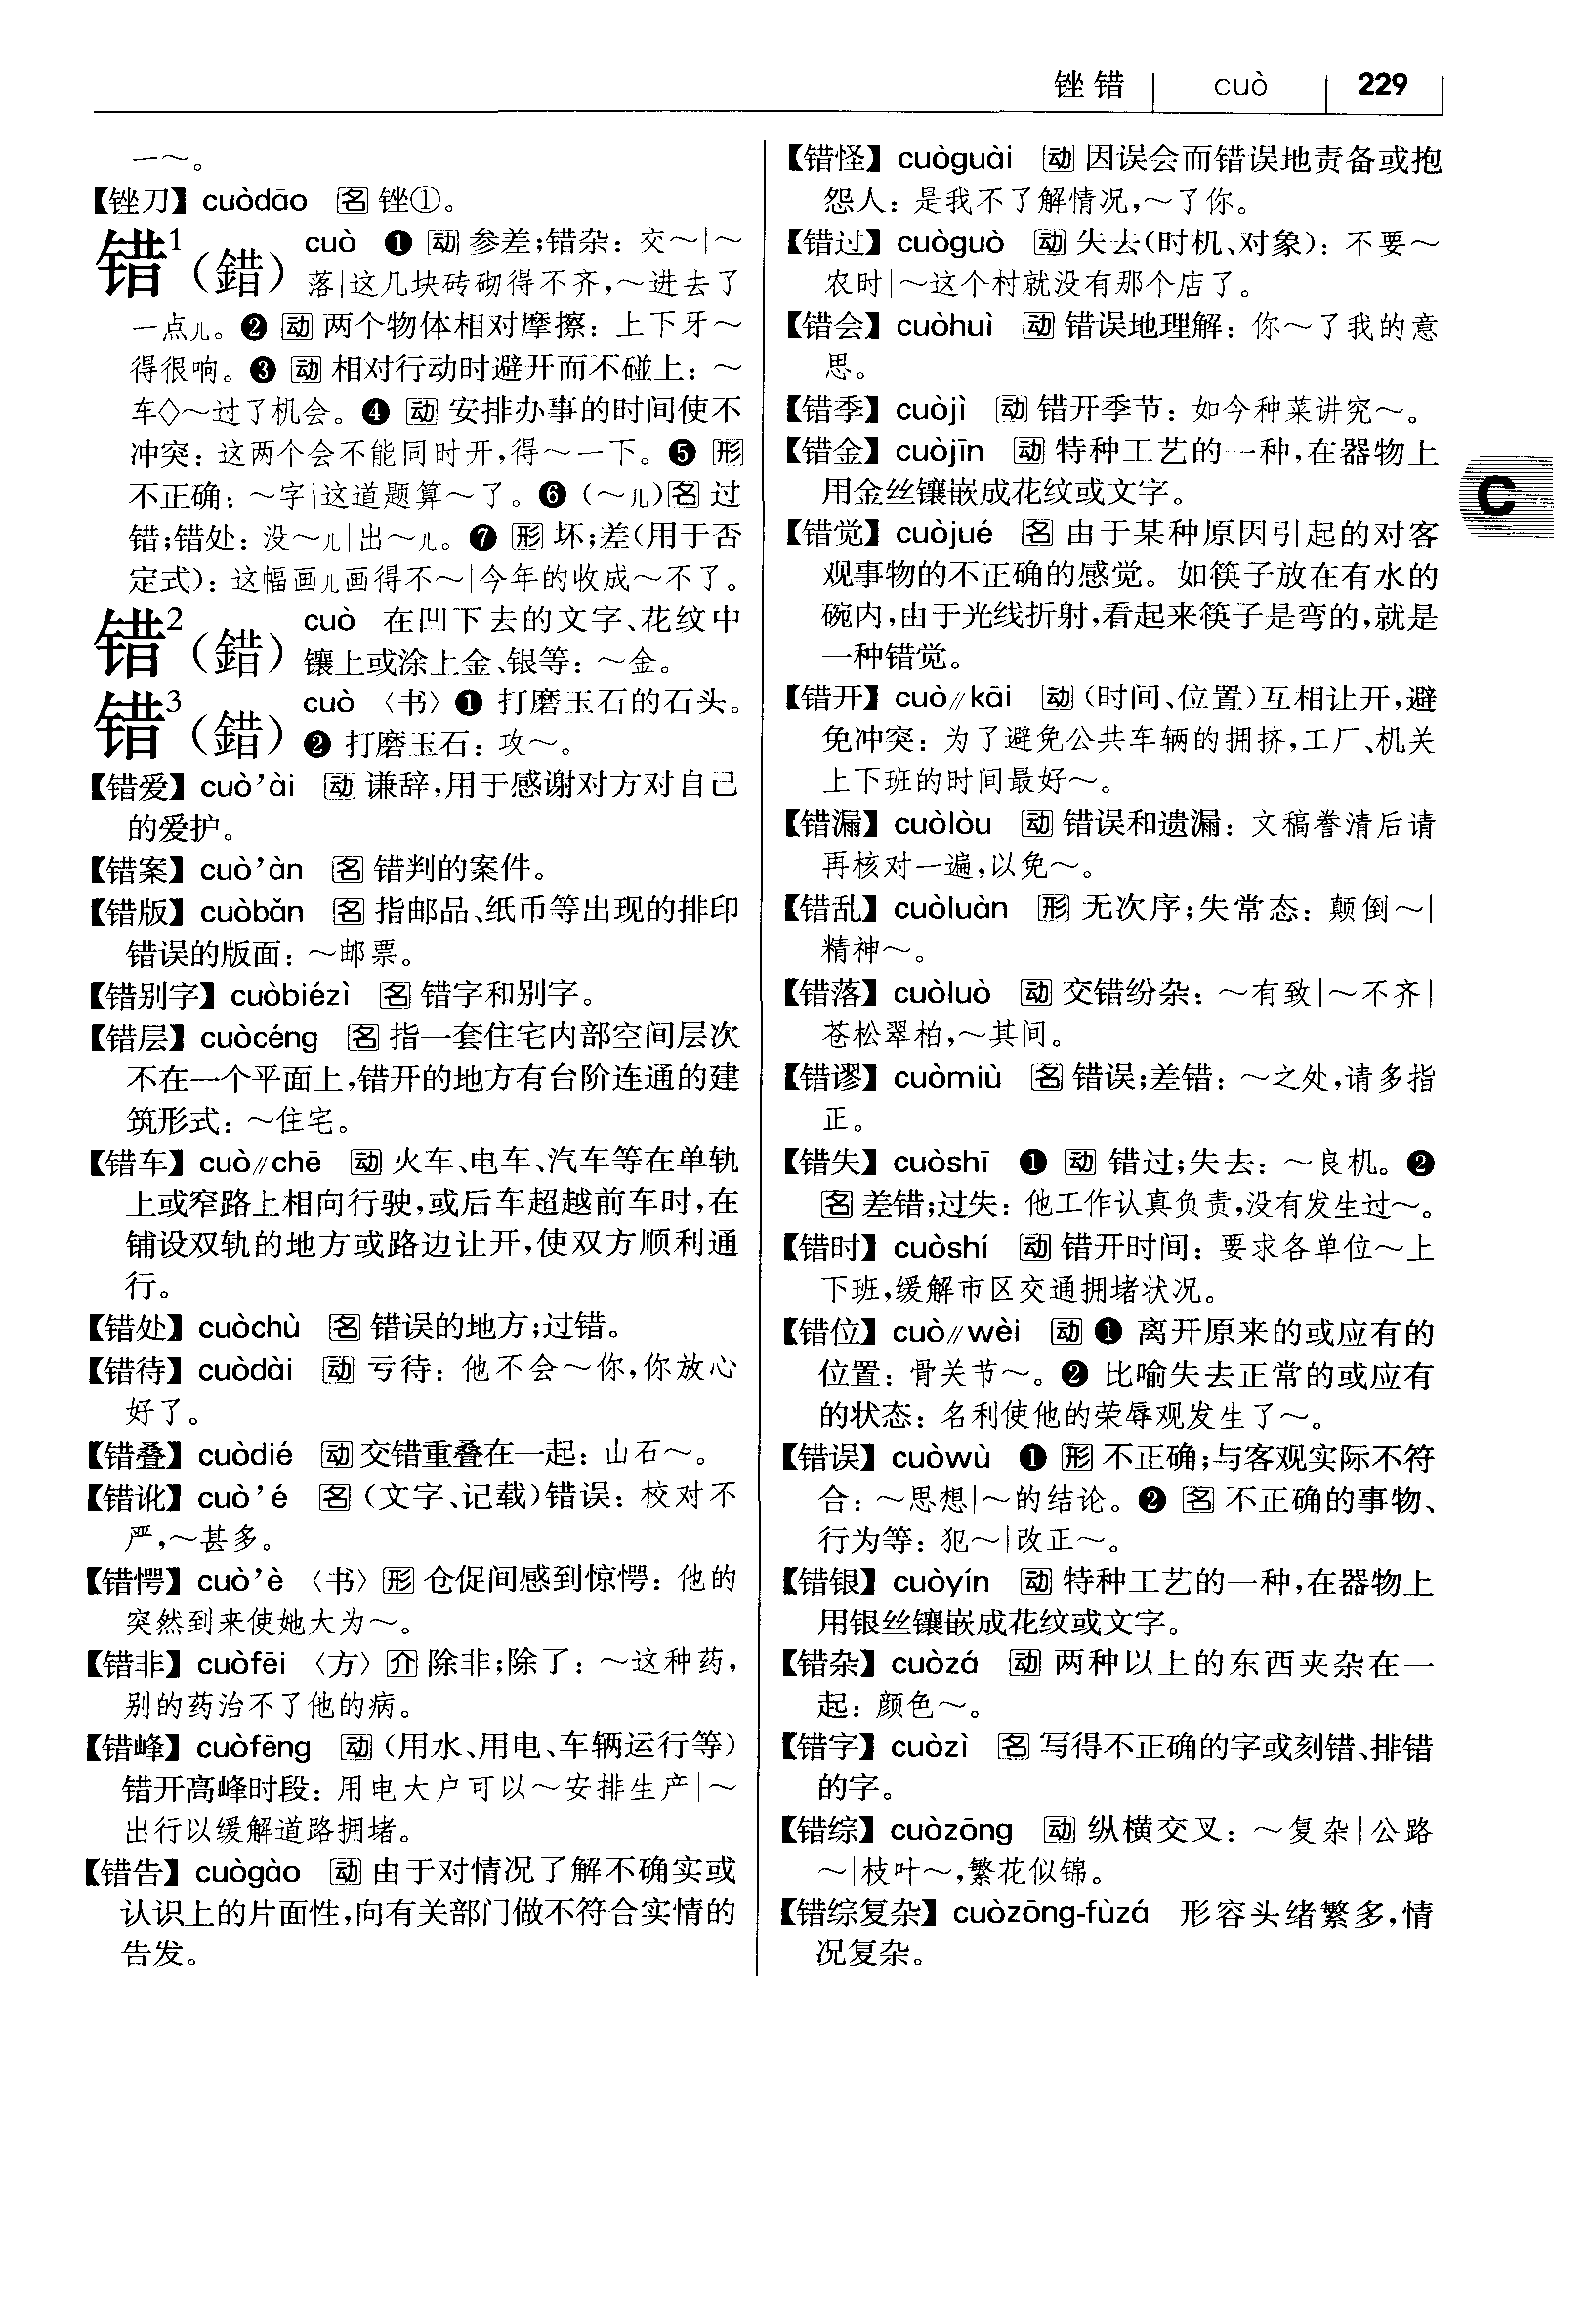 锉 错 cuò 229
一～。
【锉刀】 cuòdāo 名 锉①。
错¹（錯） cuò ❶ 动 参差;错杂：交～|～
落|这几块砖砌得不齐,～进去了
一点儿。❷ 动 两个物体相对摩擦：上下牙～
得很响。❸ 动 相对行动时避开而不碰上：～
车◇～过了机会。❹ 动 安排办事的时间使不
冲突：这两个会不能同时开,得～一下。❺ 形
不正确：～字|这道题算～了。❻（～儿）名 过
错;错处：没～儿|出～儿。❼ 形 坏;差(用于否
定式)：这幅画儿画得不～|今年的收成～不了。
错²（錯） cuò 在凹下去的文字、花纹中
镶上或涂上金、银等：～金。
错³（錯） cuò 〈书〉❶ 打磨玉石的石头。
❷ 打磨玉石：攻～。
【错爱】 cuò’ài 动 谦辞,用于感谢对方对自己
的爱护。
【错案】 cuò’àn 名 错判的案件。
【错版】 cuòbǎn 名 指邮品、纸币等出现的排印
错误的版面：～邮票。
【错别字】 cuòbiézì 名 错字和别字。
【错层】 cuòcéng 名 指一套住宅内部空间层次
不在一个平面上,错开的地方有台阶连通的建
筑形式：～住宅。
【错车】 cuò//chē 动 火车、电车、汽车等在单轨
上或窄路上相向行驶,或后车超越前车时,在
铺设双轨的地方或路边让开,使双方顺利通
行。
【错处】 cuòchù 名 错误的地方;过错。
【错待】 cuòdài 动 亏待：他不会～你,你放心
好了。
【错叠】 cuòdié 动 交错重叠在一起：山石～。
【错讹】 cuò’é 名（文字、记载)错误：校对不
严,～甚多。
【错愕】 cuò’è 〈书〉形 仓促间感到惊愕：他的
突然到来使她大为～。
【错非】 cuòfēi 〈方〉介 除非;除了：～这种药,
别的药治不了他的病。
【错峰】 cuòfēng 动（用水、用电、车辆运行等）
错开高峰时段：用电大户可以～安排生产|～
出行以缓解道路拥堵。
【错告】 cuògào 动 由于对情况了解不确实或
认识上的片面性,向有关部门做不符合实情的
告发。
【错怪】 cuòguài 动 因误会而错误地责备或抱
怨人：是我不了解情况,～了你。
【错过】 cuòguò 动 失去(时机、对象)：不要～
农时|～这个村就没有那个店了。
【错会】 cuòhuì 动 错误地理解：你～了我的意
思。
【错季】 cuòjì 动 错开季节：如今种菜讲究～。
【错金】 cuòjīn 动 特种工艺的一种,在器物上
用金丝镶嵌成花纹或文字。
【错觉】 cuòjué 名 由于某种原因引起的对客
观事物的不正确的感觉。如筷子放在有水的
碗内,由于光线折射,看起来筷子是弯的,就是
一种错觉。
【错开】 cuò//kāi 动（时间、位置）互相让开,避
免冲突：为了避免公共车辆的拥挤,工厂、机关
上下班的时间最好～。
【错漏】 cuòlòu 动 错误和遗漏：文稿誊清后请
再核对一遍,以免～。
【错乱】 cuòluàn 形 无次序;失常态：颠倒～|
精神～。
【错落】 cuòluò 动 交错纷杂：～有致|～不齐|
苍松翠柏,～其间。
【错谬】 cuòmiù 名 错误;差错：～之处,请多指
正。
【错失】 cuòshī ❶ 动 错过;失去：～良机。❷
名 差错;过失：他工作认真负责,没有发生过～。
【错时】 cuòshí 动 错开时间：要求各单位～上
下班,缓解市区交通拥堵状况。
【错位】 cuò//wèi 动 ❶ 离开原来的或应有的
位置：骨关节～。❷ 比喻失去正常的或应有
的状态：名利使他的荣辱观发生了～。
【错误】 cuòwù ❶ 形 不正确;与客观实际不符
合：～思想|～的结论。❷ 名 不正确的事物、
行为等：犯～|改正～。
【错银】 cuòyín 动 特种工艺的一种,在器物上
用银丝镶嵌成花纹或文字。
【错杂】 cuòzá 动 两种以上的东西夹杂在一
起：颜色～。
【错字】 cuòzì 名 写得不正确的字或刻错、排错
的字。
【错综】 cuòzōng 动 纵横交叉：～复杂|公路
～|枝叶～,繁花似锦。
【错综复杂】 cuòzōng-fùzá 形容头绪繁多,情
况复杂。
C